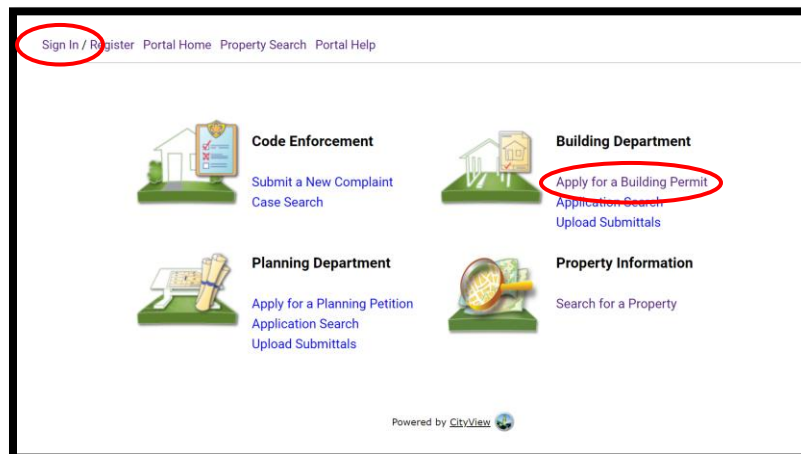 Sign In / Register Portal Home Property Search Portal Help
Code Enforcement
Submit a New Complaint
Case Search
Building Department
Apply for a Building Permit
Application Search
Upload Submittals
Planning Department
Apply for a Planning Petition
Application Search
Upload Submittals
Property Information
Search for a Property
Powered by CityView